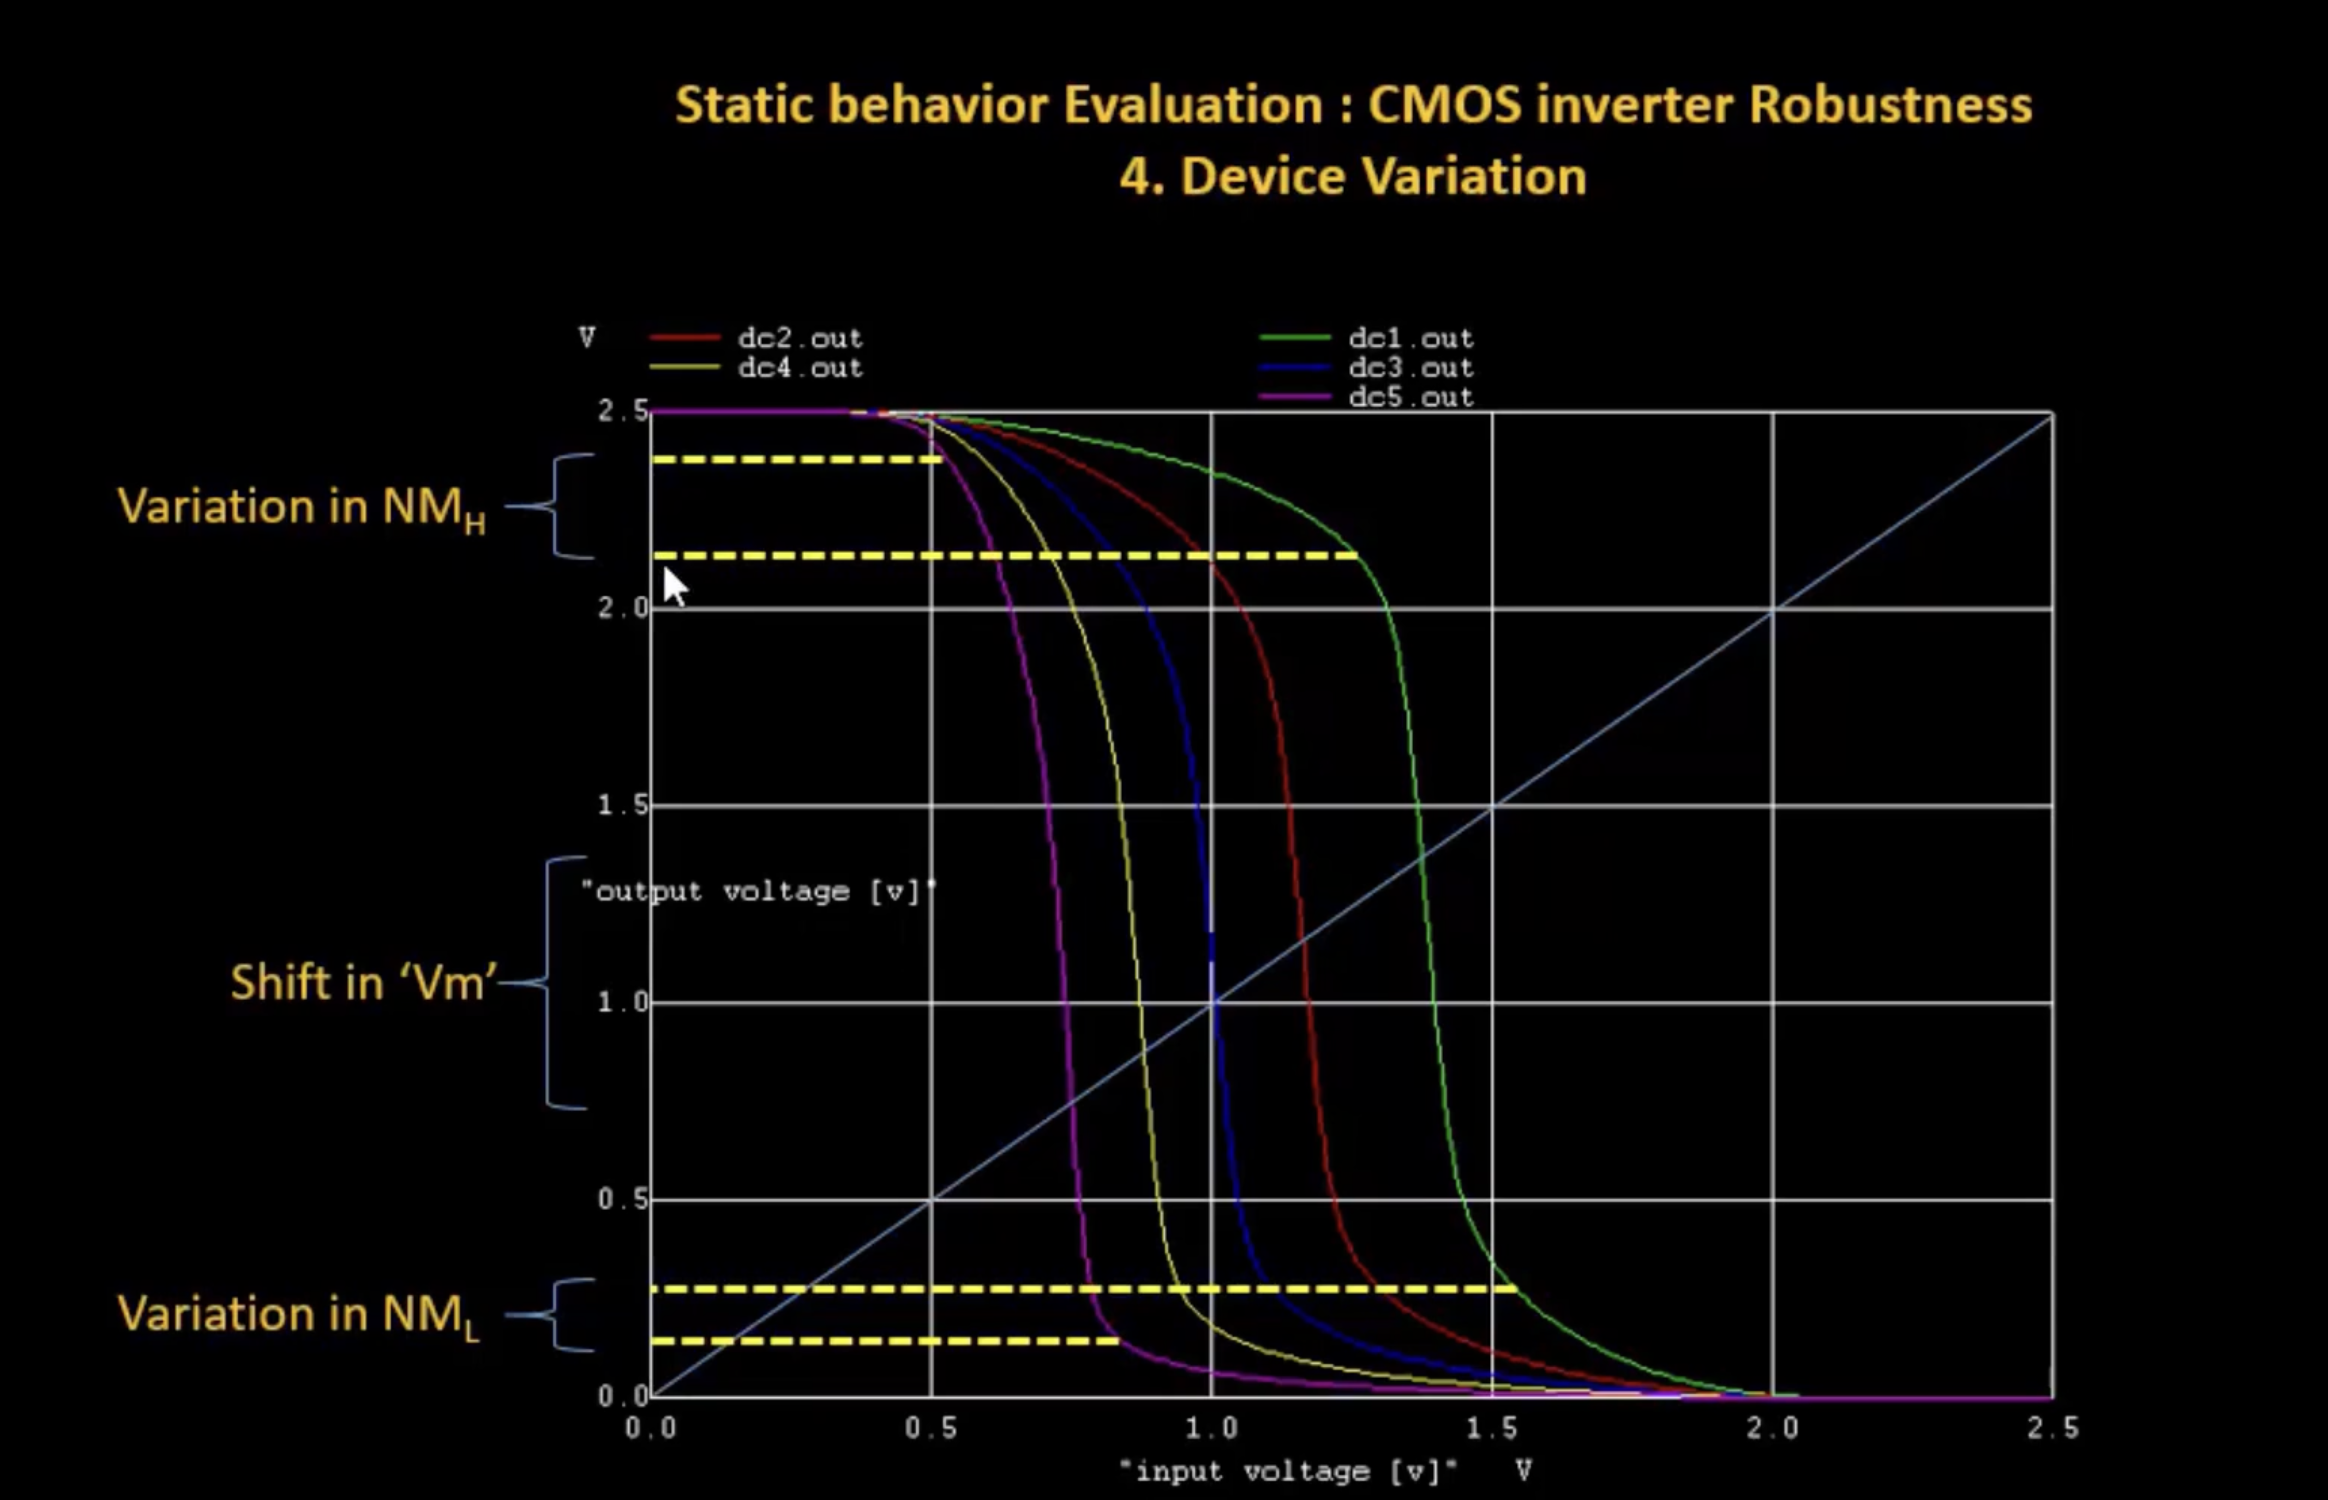 Static behavior Evaluation : CMOS inverter Robustness
4. Device Variation
V
dc2.out
dc1.out
dc4.out
dc3.out
dc5.out
2.5
Variation in NMH
2.0
1.5
"output voltage [v]"
Shift in ‘Vm’
1.0
0.5
Variation in NML
0.0
0.0 0.5 1.0 1.5 2.0 2.5
"input voltage [v]" V